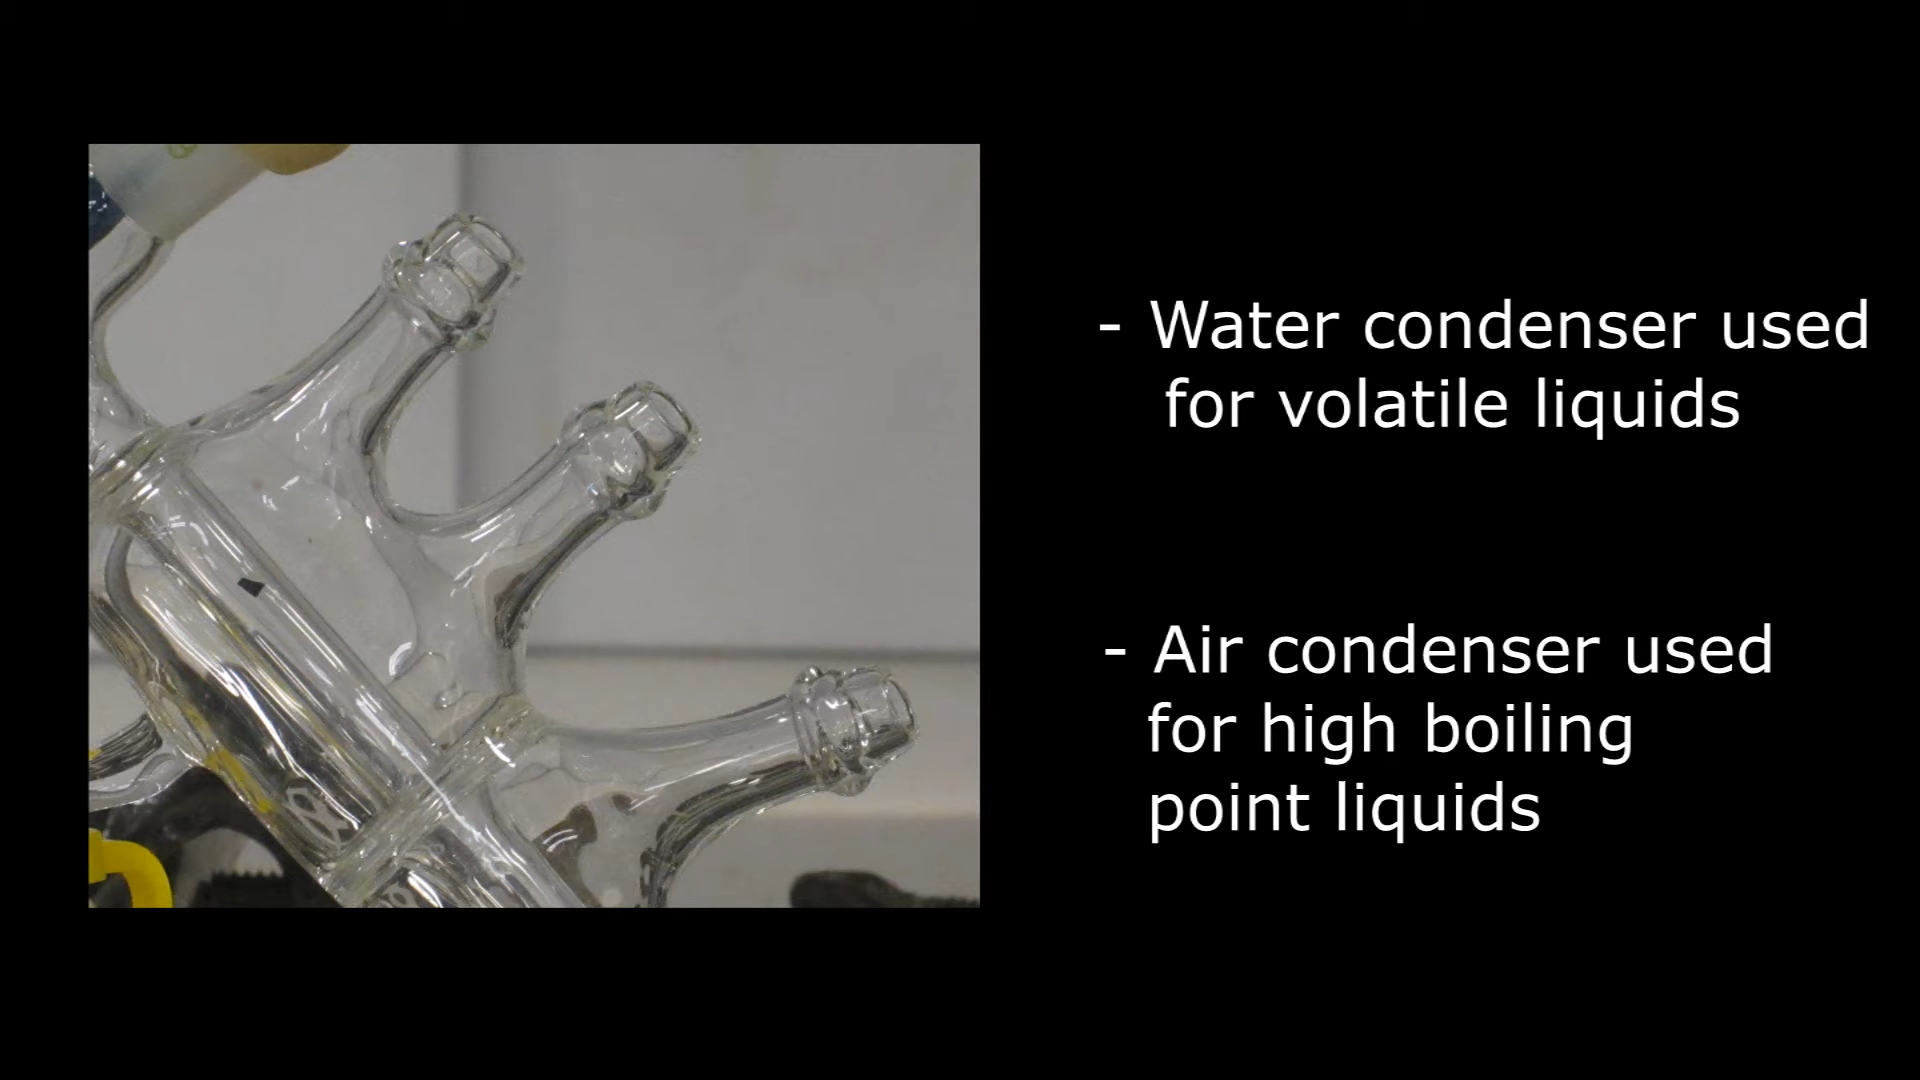 - Water condenser used
for volatile liquids
- Air condenser used
for high boiling
point liquids